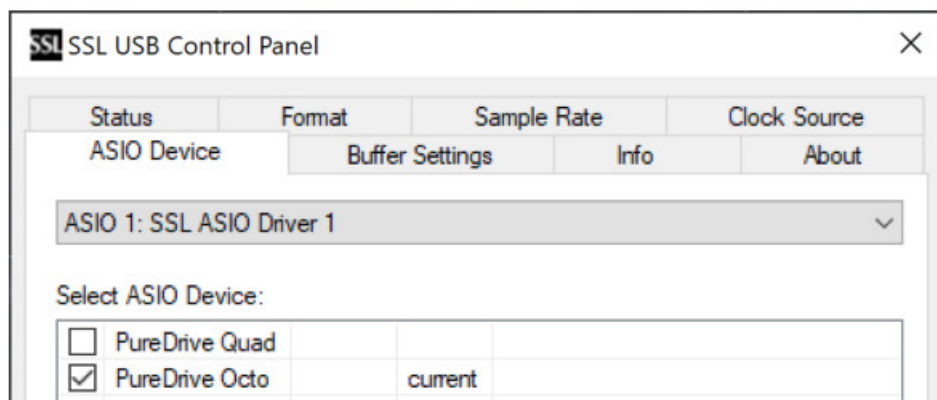 SSL SSL USB Control Panel
Status Format Sample Rate Clock Source
ASIO Device Buffer Settings Info About
ASIO 1: SSL ASIO Driver 1
Select ASIO Device:
PureDrive Quad
PureDrive Octo current